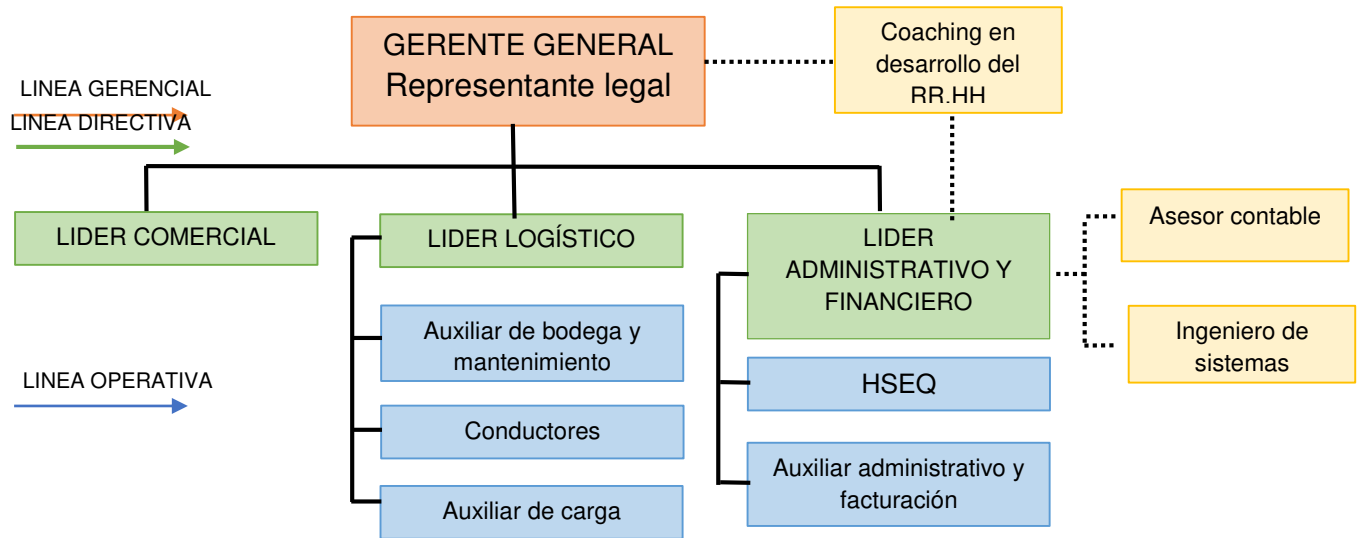 GERENTE GENERAL
Representante legal
Coaching en
desarrollo del
RR.HH
LINEA GERENCIAL
LINEA DIRECTIVA
LIDER COMERCIAL
LIDER LOGÍSTICO
LIDER
ADMINISTRATIVO Y
FINANCIERO
Asesor contable
Ingeniero de
sistemas
LINEA OPERATIVA
Auxiliar de bodega y
mantenimiento
HSEQ
Conductores
Auxiliar administrativo y
facturación
Auxiliar de carga